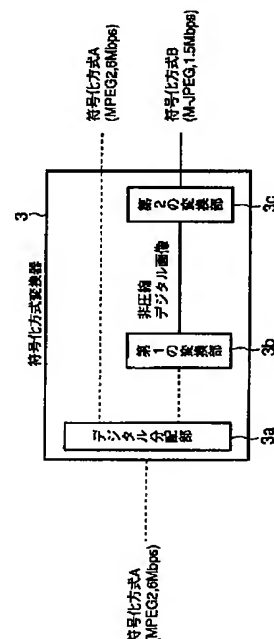 3
符号化方式変換器
符号化方式A
(MPEG2,6Mbps)
デジタル分配部
3a
第1の変換部
3b
非圧縮
デジタル画像
第2の変換部
3c
符号化方式A
(MPEG2,6Mbps)
符号化方式B
(M-JPEG,1.5Mbps)